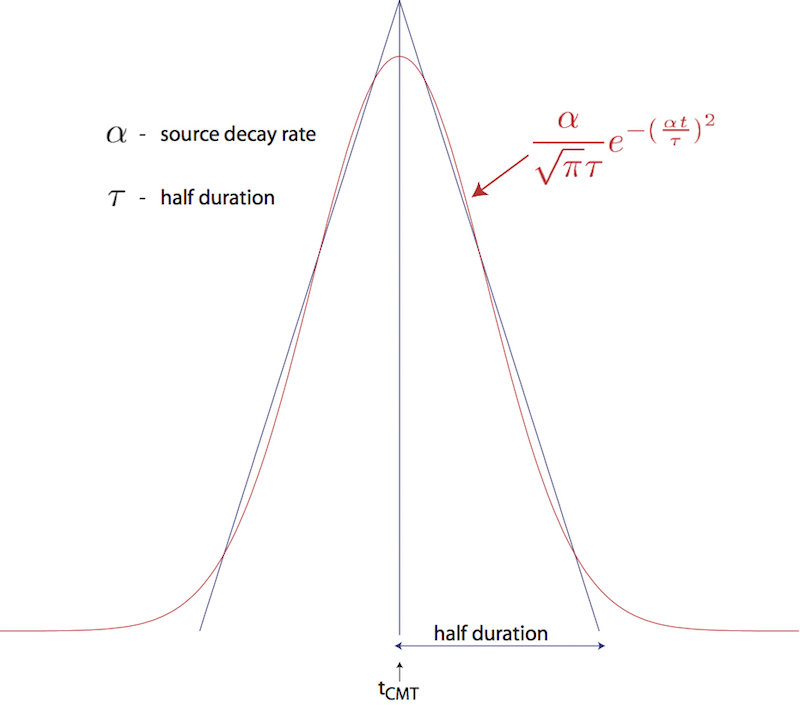 α - source decay rate
τ - half duration
α/(√π τ) e^{-(αt/τ)^2}
half duration
t_CMT